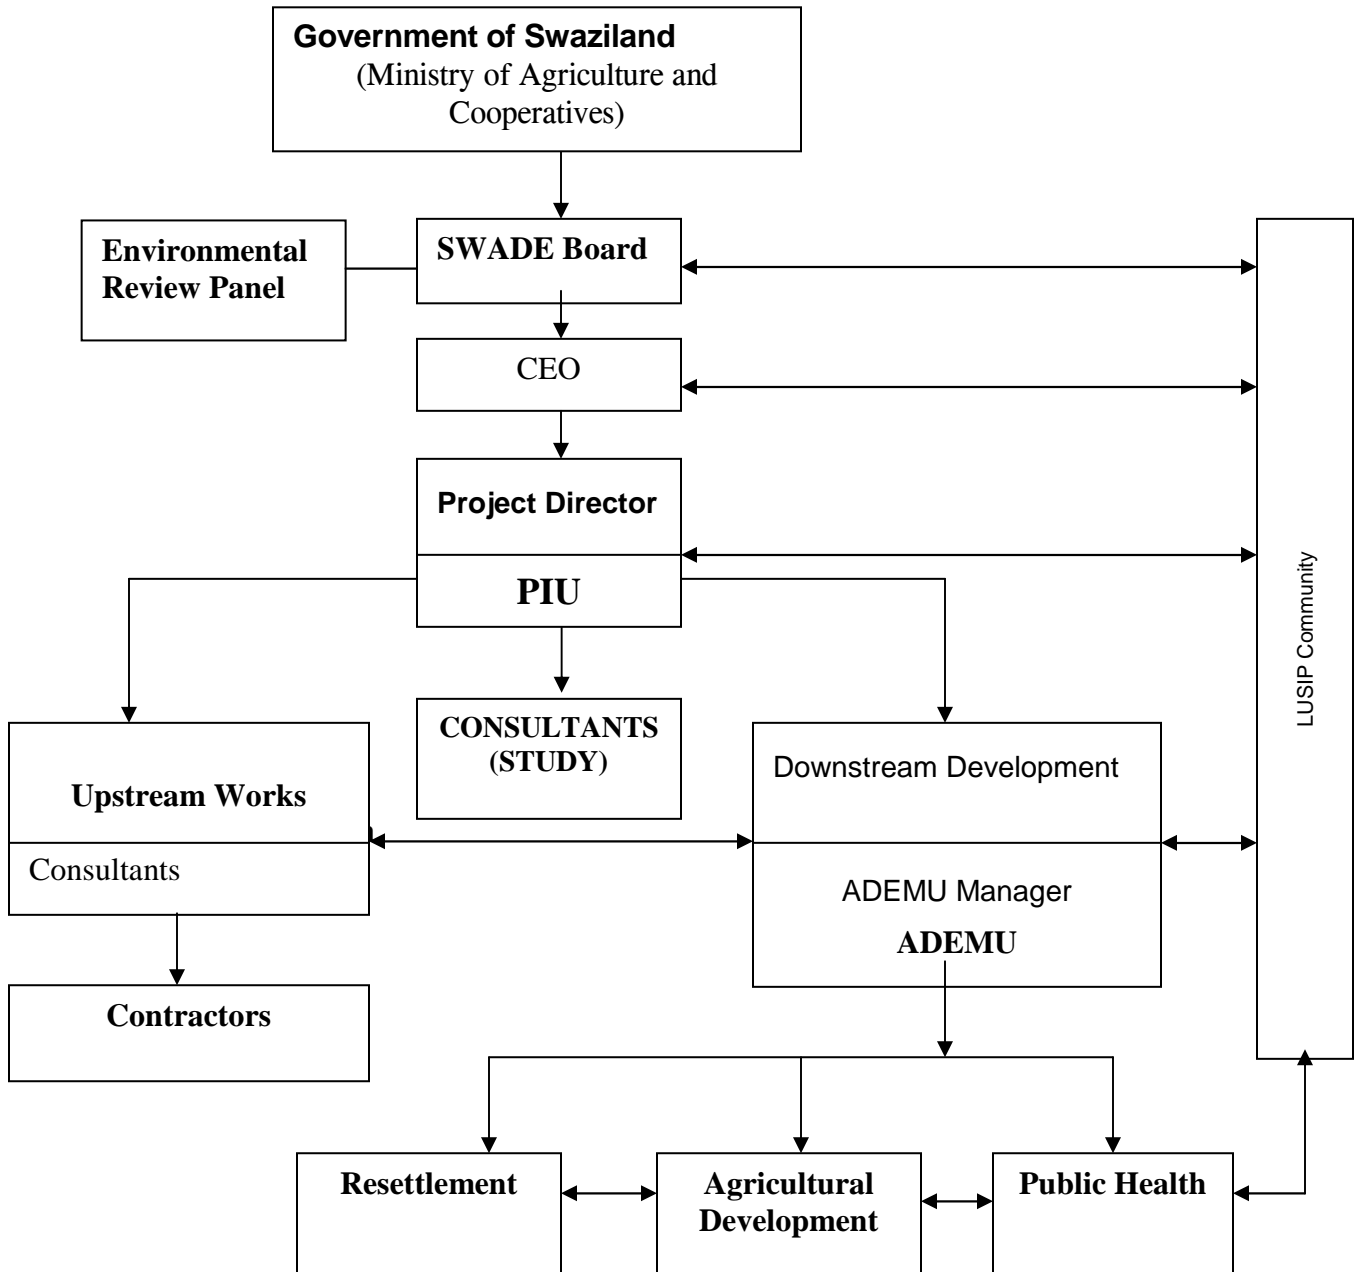 Government of Swaziland
(Ministry of Agriculture and
Cooperatives)
Environmental
Review Panel
SWADE Board
CEO
Project Director
PIU
LUSIP Community
CONSULTANTS
(STUDY)
Upstream Works
Consultants
Downstream Development
ADEMU Manager
ADEMU
Contractors
Resettlement
Agricultural
Development
Public Health